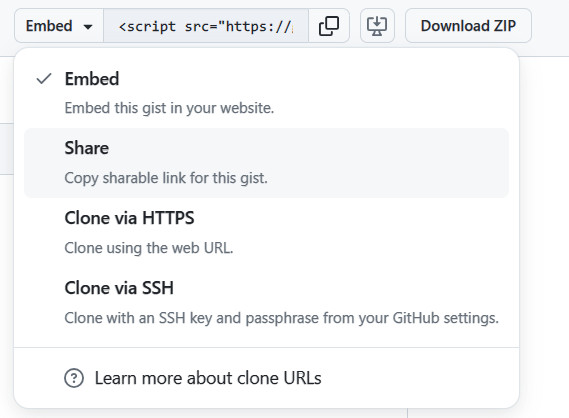 Embed <script src="https:// Download ZIP
Embed
Embed this gist in your website.
Share
Copy sharable link for this gist.
Clone via HTTPS
Clone using the web URL.
Clone via SSH
Clone with an SSH key and passphrase from your GitHub settings.
Learn more about clone URLs